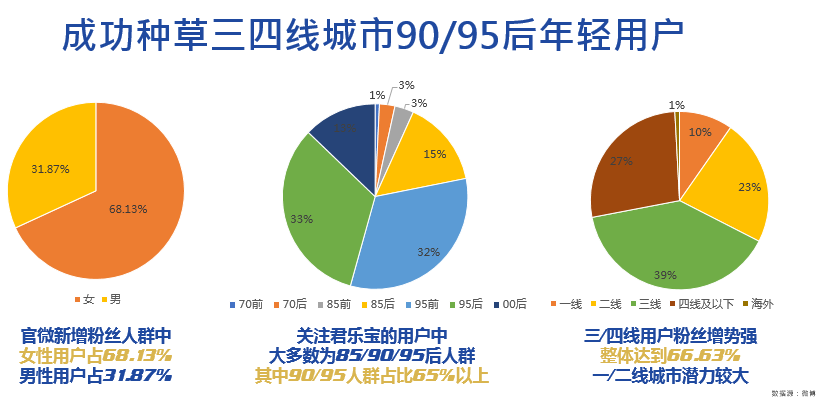 成功种草三四线城市90/95后年轻用户
31.87%
68.13%
女 男
官微新增粉丝人群中
女性用户占68.13%
男性用户占31.87%
1%
3%
3%
15%
32%
33%
70前 70后 85前 85后 95前 95后 00后
关注君乐宝的用户中
大多数为85/90/95后人群
其中90/95人群占比65%以上
1%
10%
23%
39%
27%
一线 二线 三线 四线及以下 海外
三/四线用户粉丝增势强
整体达到66.63%
一/二线城市潜力较大
数据源:微博